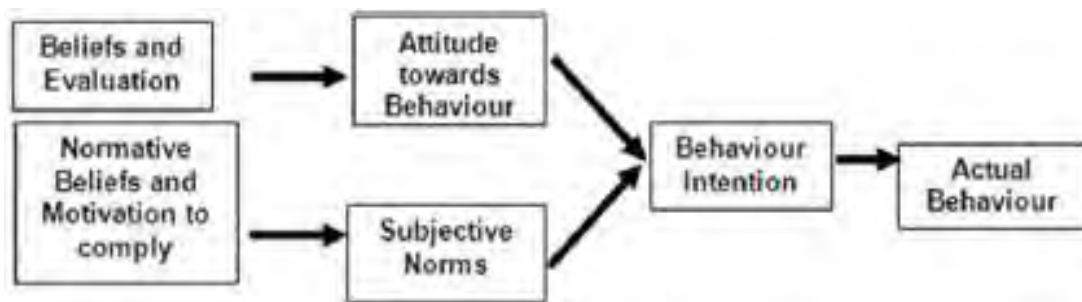 Beliefs and
Evaluation
Attitude
towards
Behaviour
Normative
Beliefs and
Motivation to
comply
Subjective
Norms
Behaviour
Intention
Actual
Behaviour